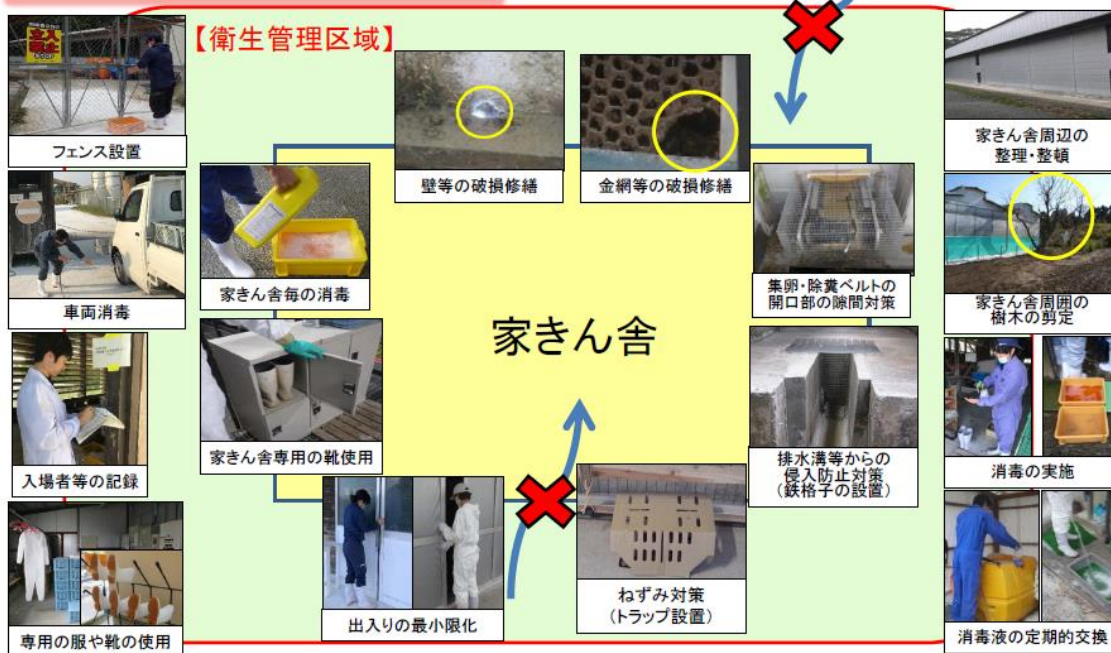 【衛生管理区域】
立入
禁止
フェンス設置
車両消毒
入場者等の記録
専用の服や靴の使用
壁等の破損修繕
金網等の破損修繕
家きん舎毎の消毒
家きん舎専用の靴使用
家きん舎
集卵・除糞ベルトの
開口部の隙間対策
排水溝等からの
侵入防止対策
(鉄格子の設置)
出入りの最小限化
ねずみ対策
(トラップ設置)
家きん舎周辺の
整理・整頓
家きん舎周囲の
樹木の剪定
消毒の実施
消毒液の定期的交換